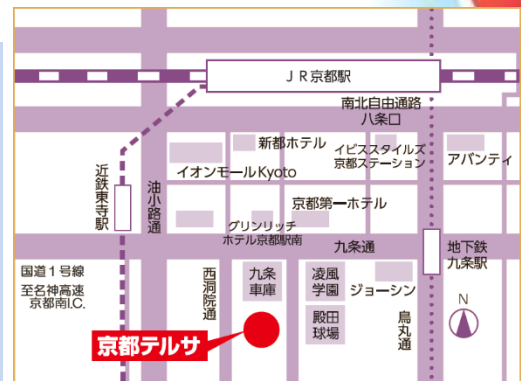 JR京都駅
南北自由通路
八条口
新都ホテル
イビススタイルズ
京都ステーション
アバンティ
イオンモールKyoto
近鉄東寺駅
油小路通
京都第一ホテル
グリンリッチ
ホテル京都駅南
九条通
地下鉄
九条駅
国道1号線
至名神高速
京都南I.C.
西洞院通
九条
車庫
凌風
学園
ジョーシン
殿田
球場
烏丸通
N
京都テルサ